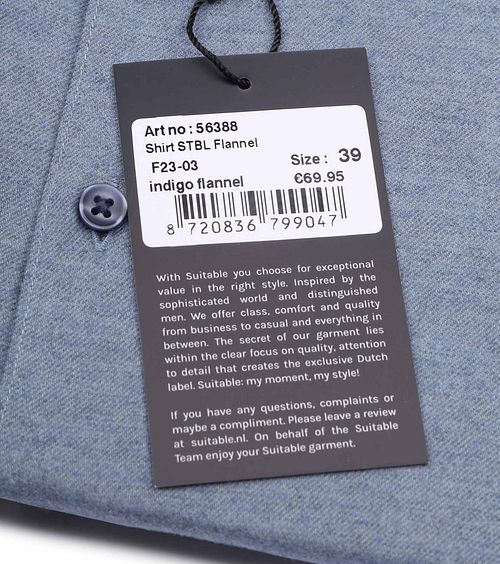 Art no : 56388
Shirt STBL Flannel
F23-03
Size : 39
indigo flannel
€69.95
8 720836 799047
With Suitable you choose for exceptional
value in the right style. Inspired by the
sophisticated world and distinguished
men. We offer class, comfort and quality
from business to casual and everything in
between. The secret of our garment lies
within the clear focus on quality, attention
to detail that creates the exclusive Dutch
label. Suitable: my moment, my style!
If you have any questions, complaints or
maybe a compliment. Please leave a review
at suitable.nl. On behalf of the Suitable
Team enjoy your Suitable garment.